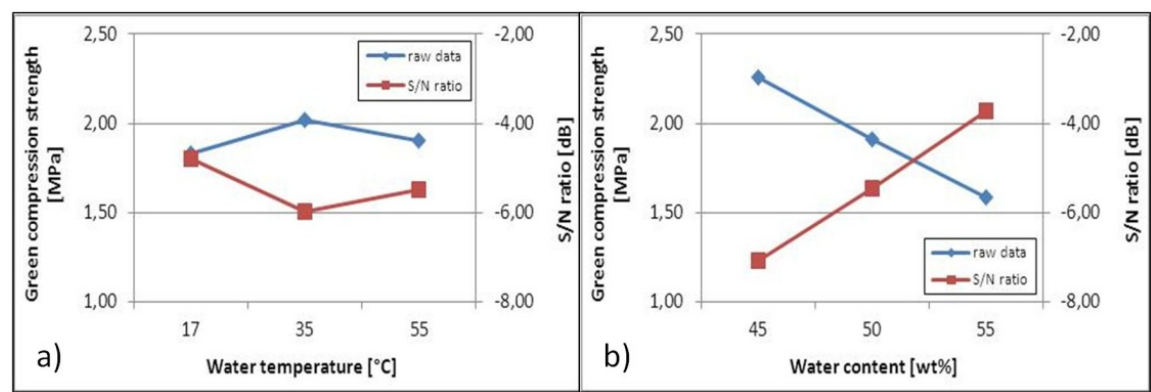 2,50
2,00
1,50
1,00
Green compression strength
[MPa]
-2,00
-4,00
-6,00
-8,00
S/N ratio [dB]
raw data
S/N ratio
17
35
55
Water temperature [°C]
a)
2,50
2,00
1,50
1,00
Green compression strength
[MPa]
-2,00
-4,00
-6,00
-8,00
S/N ratio [dB]
raw data
S/N ratio
45
50
55
Water content [wt%]
b)